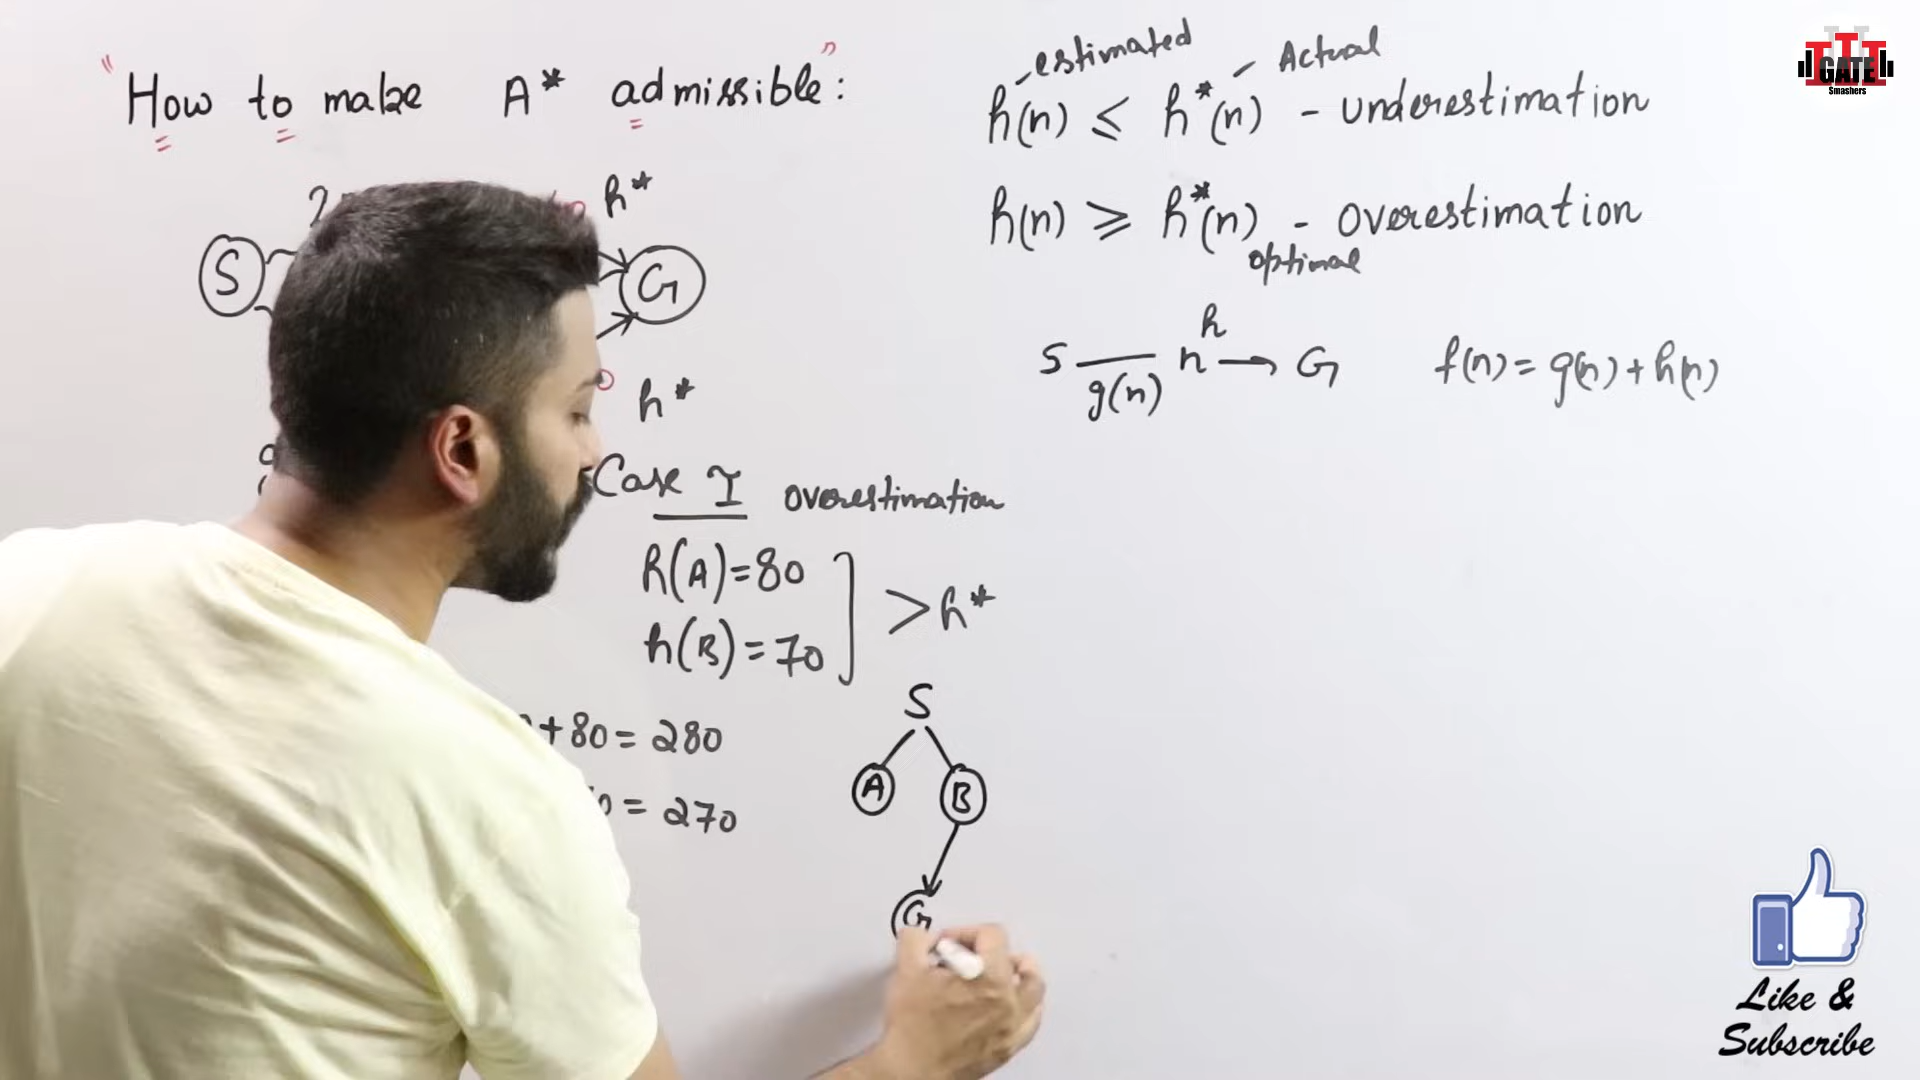 "How to make A* admissible":
estimated
Actual
h(n) ≤ h*(n) - underestimation
h(n) ≥ h*(n) - overestimation
optimal
S g(n) n h → G
f(n) = g(n) + h(n)
h*
S
G
h*
Case I overestimation
h(A)=80
h(B)=70
> h*
+80 = 280
= 270
S
A
B
G
GATE
Smashers
Like &
Subscribe